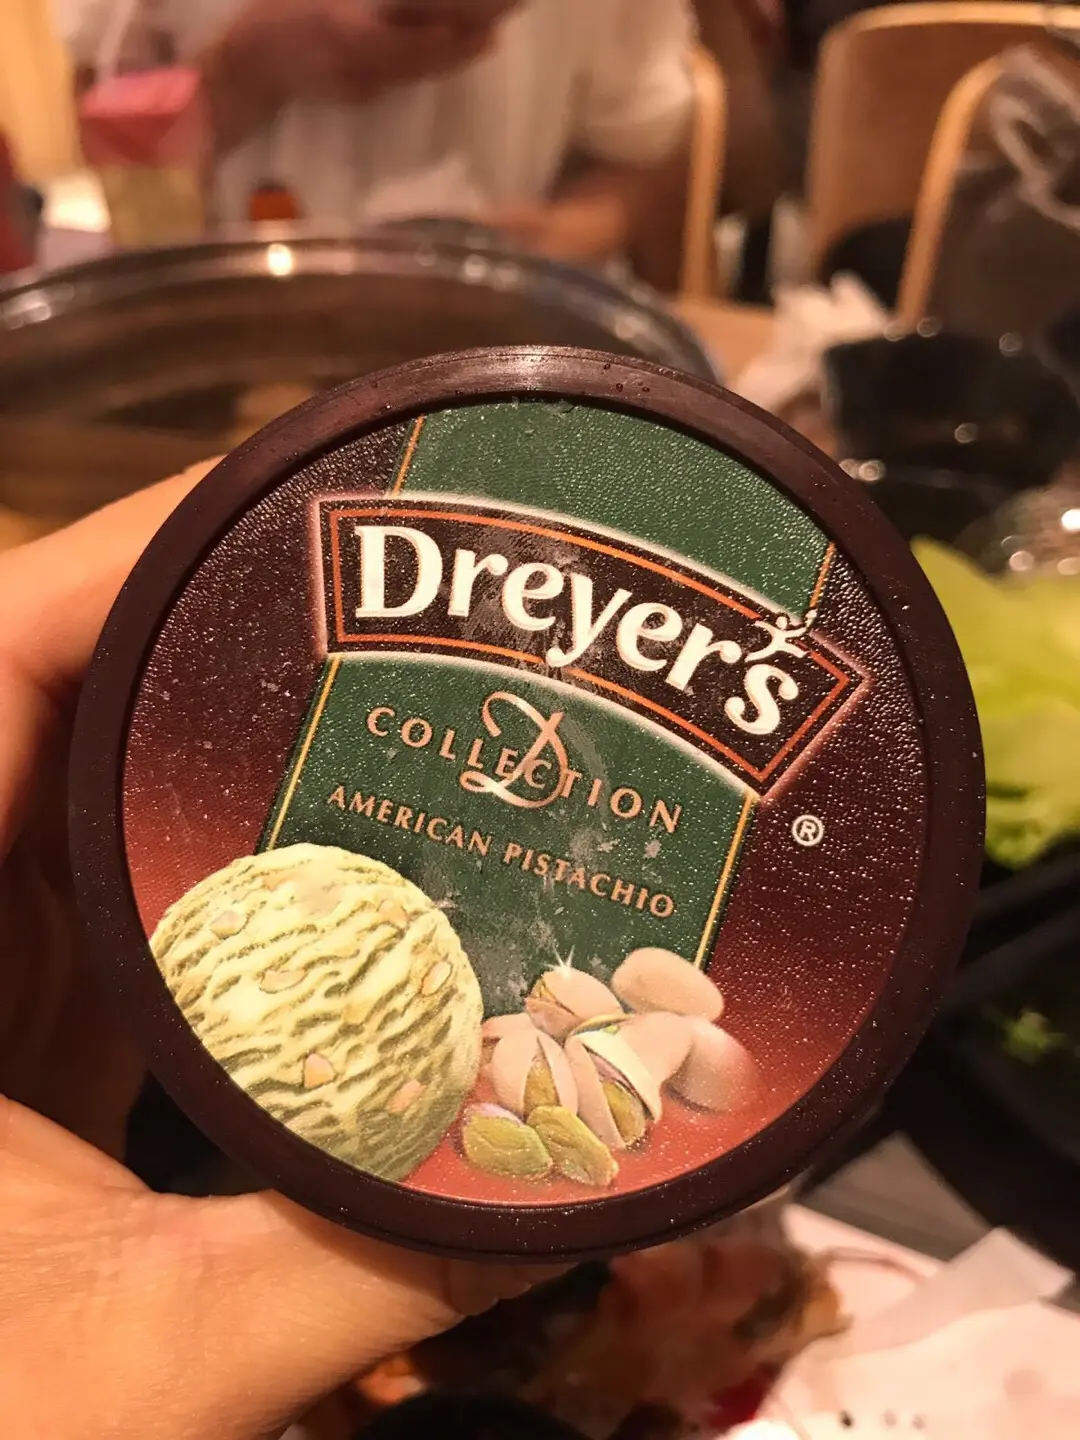 Dreyer's
D
COLLECTION
AMERICAN PISTACHIO
®